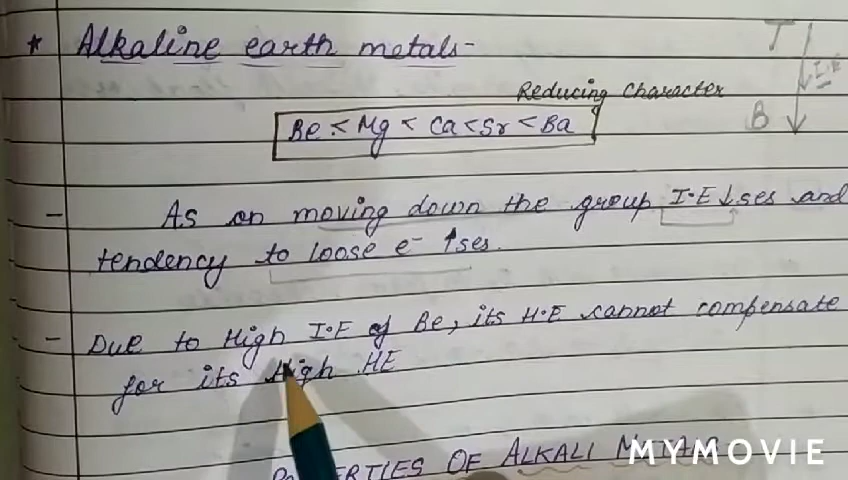 * Alkaline earth metals-
T
I.E
Reducing Character
Be < Mg < Ca < Sr < Ba
B
- As on moving down the group I.E ↓ses and
tendency to loose e- ↑ses.
- Due to High I.E of Be, its H.E cannot compensate
for its High HE
OF ALKALI
MYMOVIE